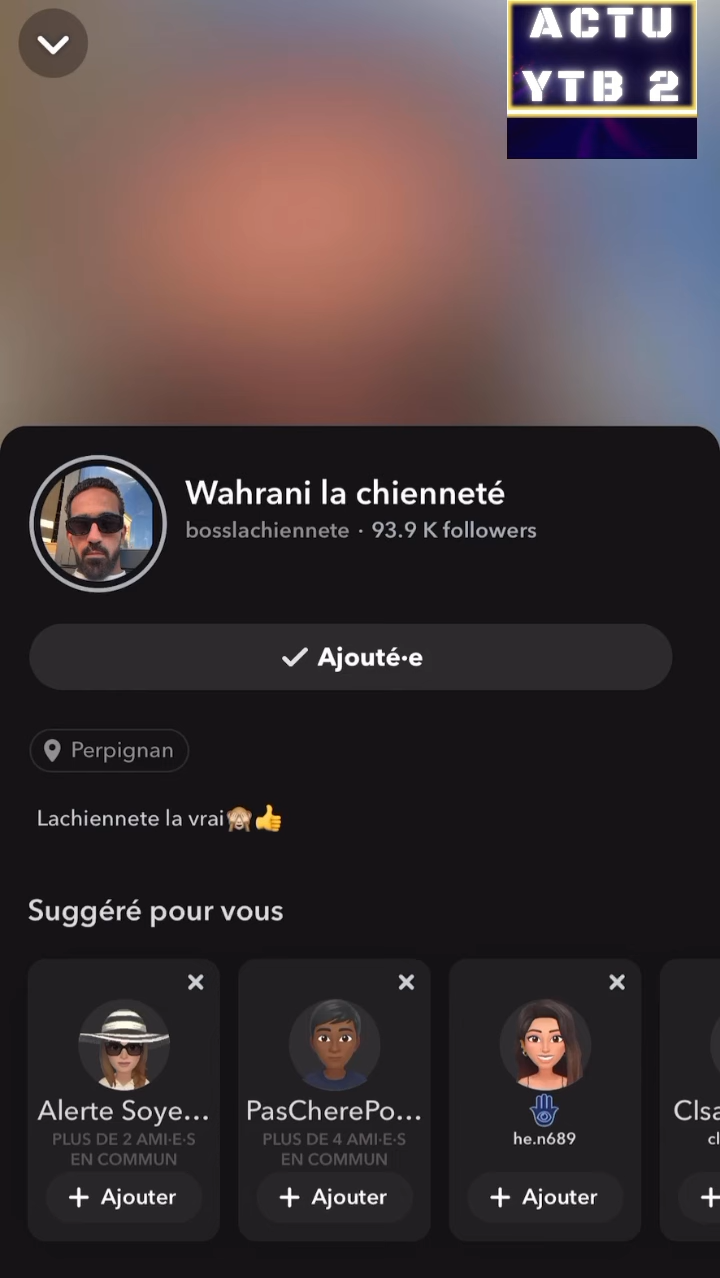 ACTU
YTB 2
Wahrani la chienneté
bosslachiennete · 93.9 K followers
Ajouté·e
Perpignan
Lachiennete la vrai🙈👍
Suggéré pour vous
Alerte Soye...
PLUS DE 2 AMI·E·S
EN COMMUN
Ajouter
PasCherePo...
PLUS DE 4 AMI·E·S
EN COMMUN
Ajouter
he.n689
Ajouter
Clsa
cl